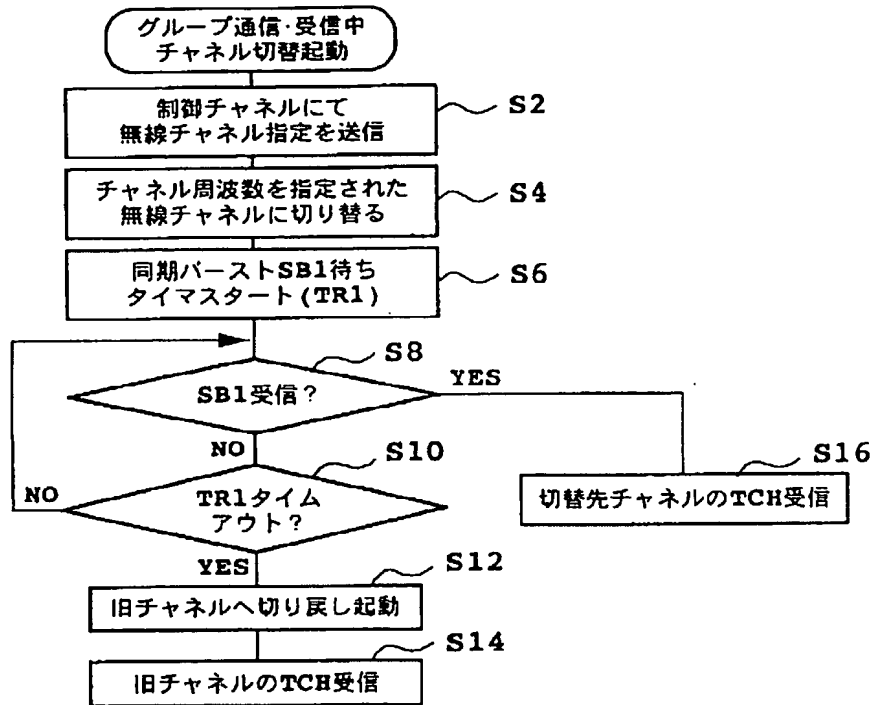 グループ通信・受信中
チャネル切替起動
制御チャネルにて
無線チャネル指定を送信
S2
チャネル周波数を指定された
無線チャネルに切り替る
S4
同期バーストSB1待ち
タイマスタート(TR1)
S6
S8
SB1受信？
YES
NO
S10
S16
NO
TR1タイム
アウト？
切替先チャネルのTCH受信
YES
S12
旧チャネルへ切り戻し起動
S14
旧チャネルのTCH受信